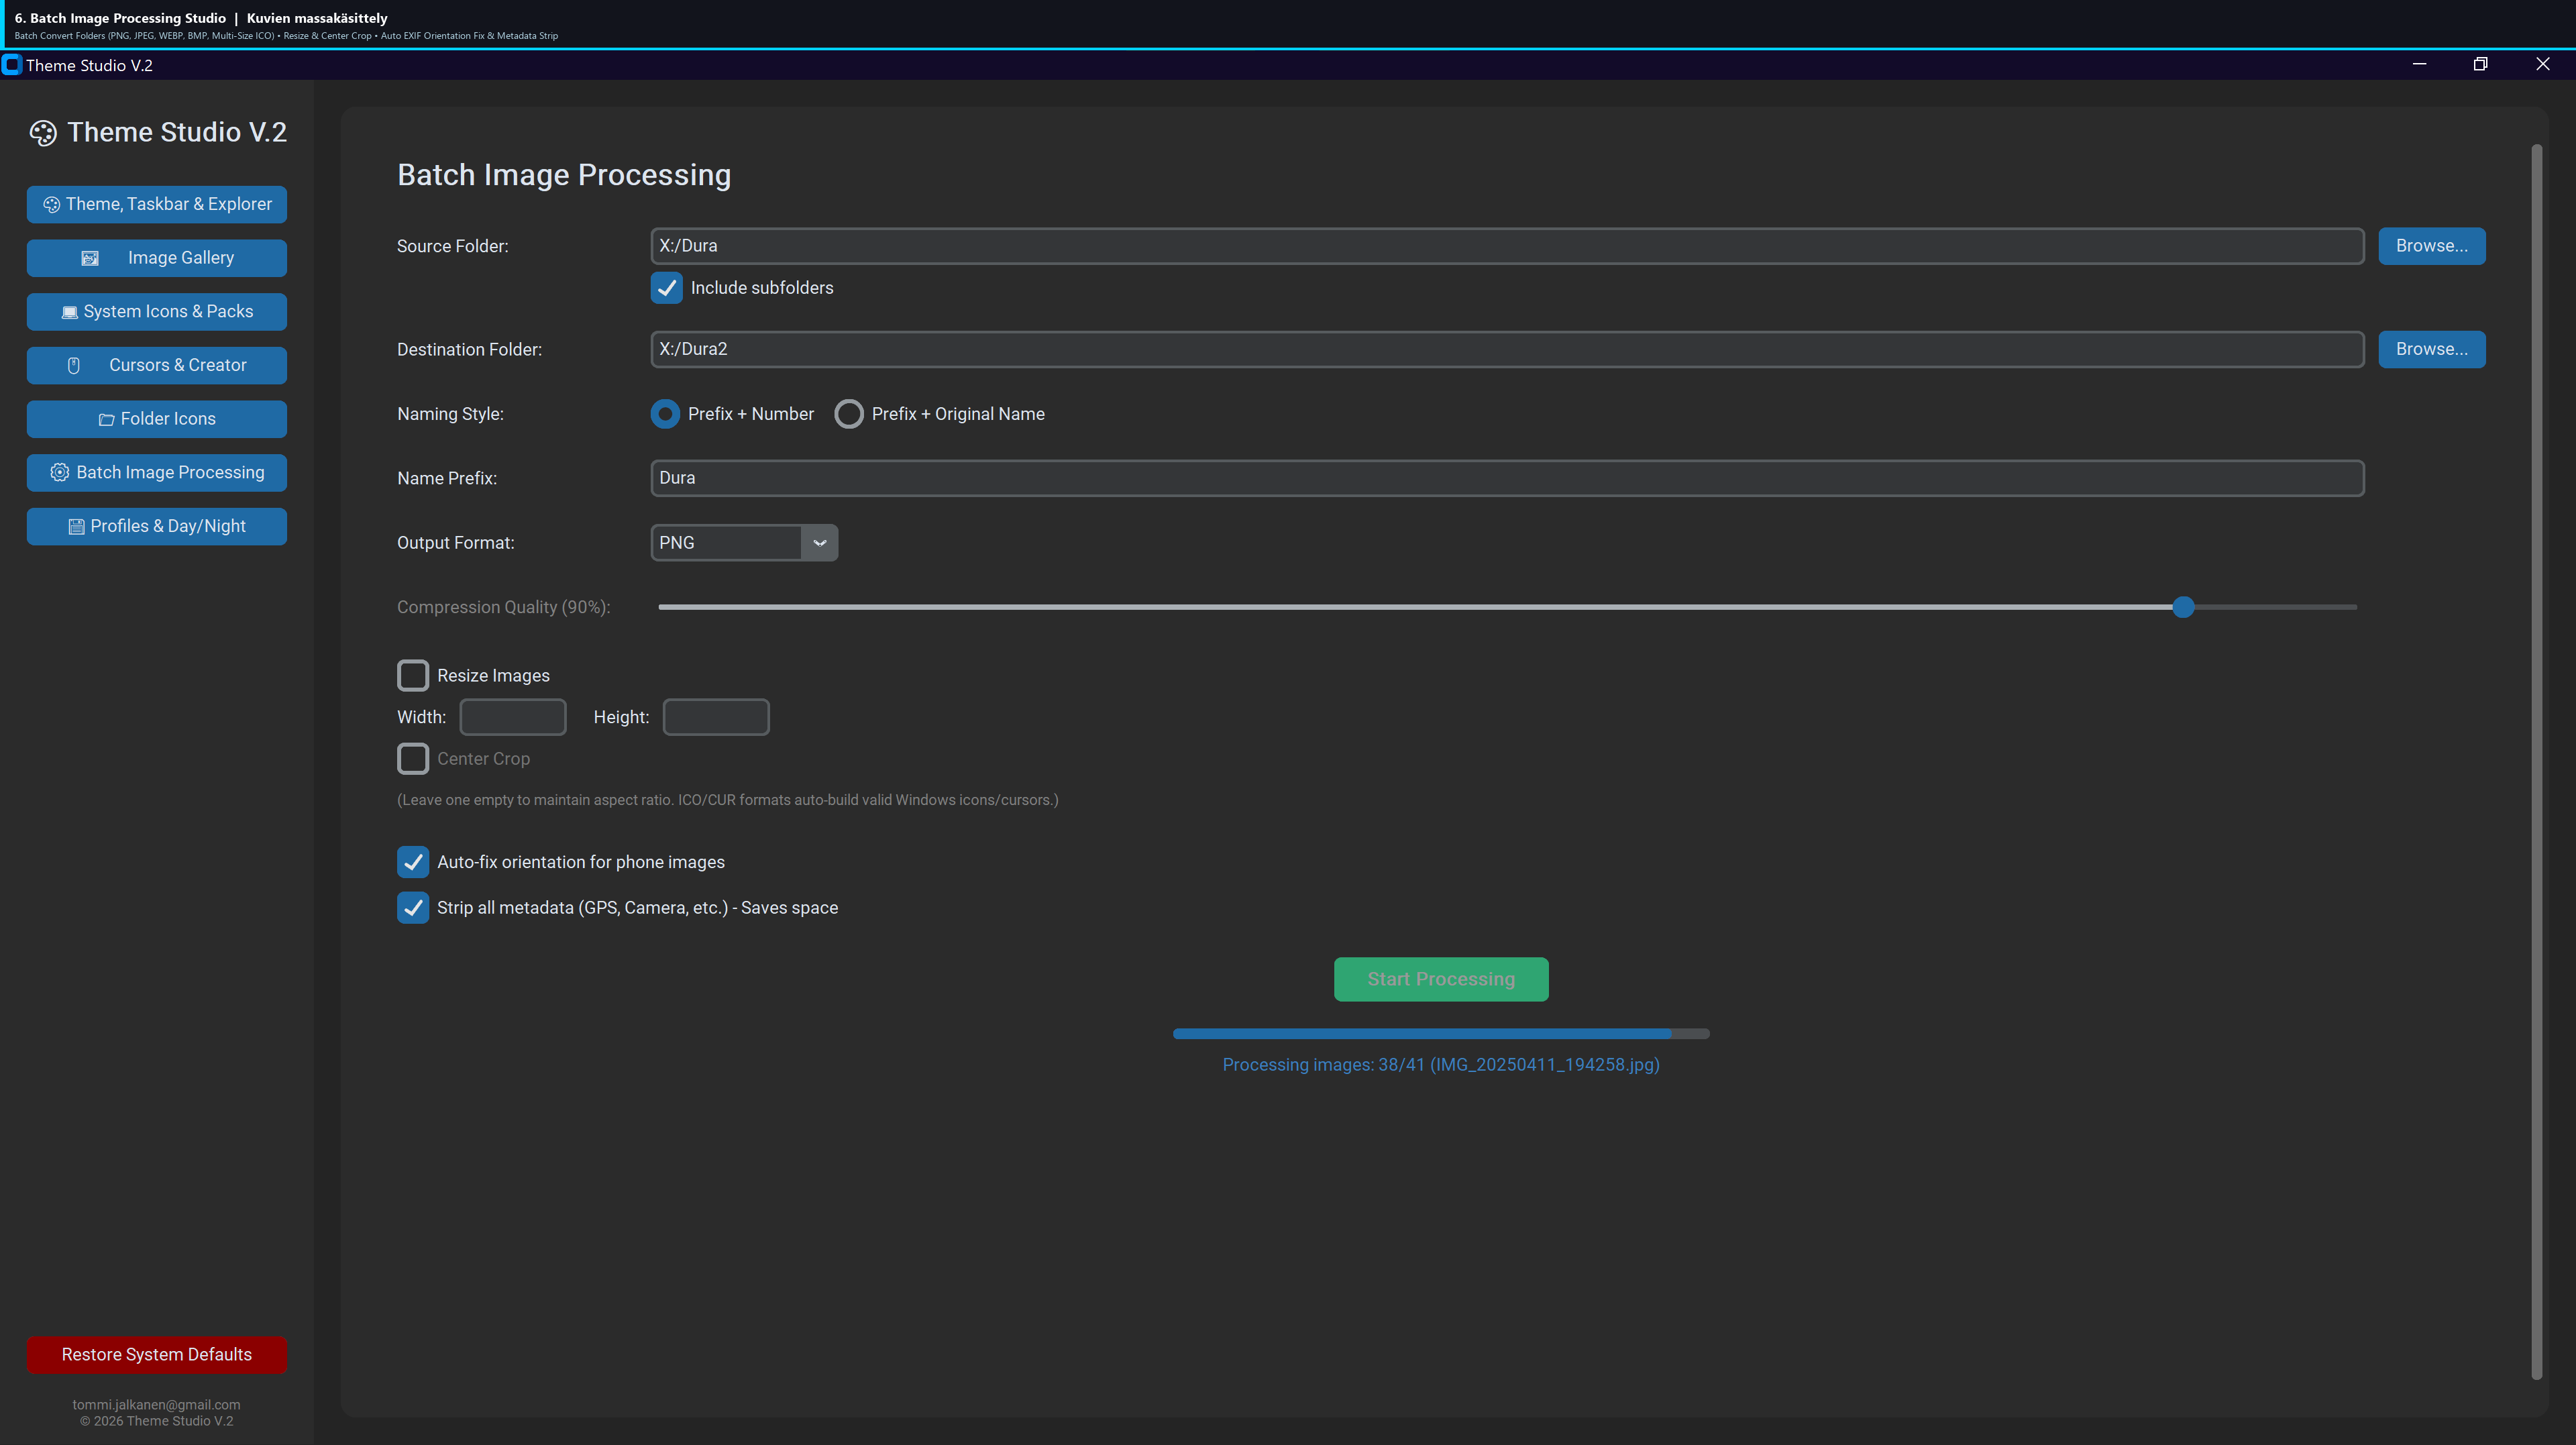 6. Batch Image Processing Studio | Kuvien massakäsittely
Batch Convert Folders (PNG, JPEG, WEBP, BMP, Multi-Size ICO) • Resize & Center Crop • Auto EXIF Orientation Fix & Metadata Strip
Theme Studio V.2
Theme Studio V.2
Theme, Taskbar & Explorer
Image Gallery
System Icons & Packs
Cursors & Creator
Folder Icons
Batch Image Processing
Profiles & Day/Night
Restore System Defaults
tommi.jalkanen@gmail.com
© 2026 Theme Studio V.2
Batch Image Processing
Source Folder: X:/Dura Browse...
Include subfolders
Destination Folder: X:/Dura2 Browse...
Naming Style: Prefix + Number Prefix + Original Name
Name Prefix: Dura
Output Format: PNG
Compression Quality (90%):
Resize Images
Width: Height:
Center Crop
(Leave one empty to maintain aspect ratio. ICO/CUR formats auto-build valid Windows icons/cursors.)
Auto-fix orientation for phone images
Strip all metadata (GPS, Camera, etc.) - Saves space
Start Processing
Processing images: 38/41 (IMG_20250411_194258.jpg)